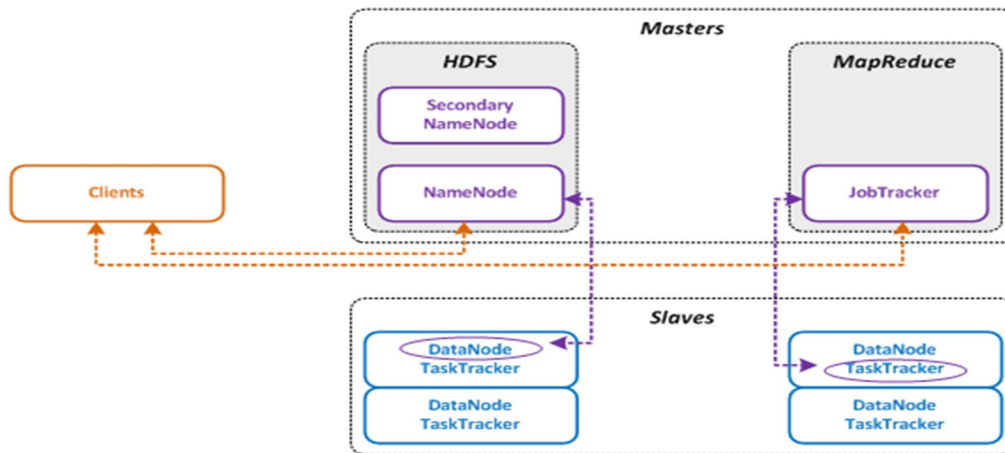 Masters
HDFS
MapReduce
Secondary
NameNode
Clients
NameNode
JobTracker
Slaves
DataNode
TaskTracker
DataNode
TaskTracker
DataNode
TaskTracker
DataNode
TaskTracker